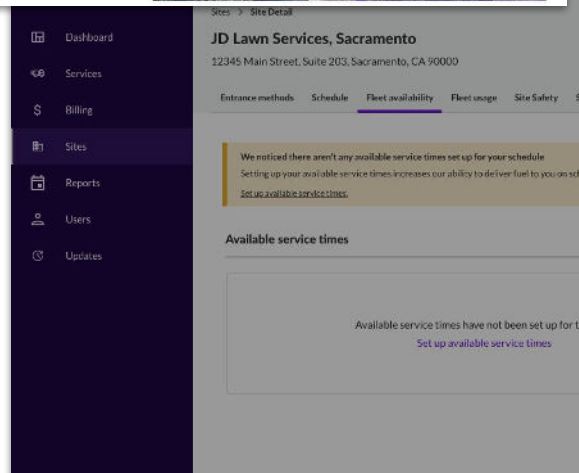 Sites > Site Detail
Dashboard
JD Lawn Services, Sacramento
12345 Main Street, Suite 203, Sacramento, CA 90000
Services
Entrance methods Schedule Fleet availability Fleet usage Site Safety
Billing
Sites
We noticed there aren't any available service times set up for your schedule
Setting up your available service times increases our ability to deliver fuel to you on
Reports
Set up available service times.
Users
Available service times
Updates
Available service times have not been set up for
Set up available service times